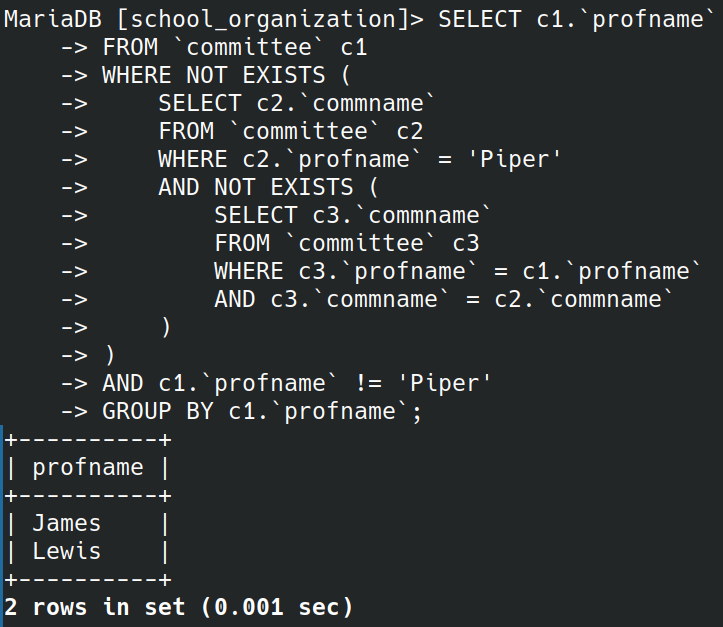 MariaDB [school_organization]> SELECT c1.`profname`
    -> FROM `committee` c1
    -> WHERE NOT EXISTS (
    ->     SELECT c2.`commname`
    ->     FROM `committee` c2
    ->     WHERE c2.`profname` = 'Piper'
    ->     AND NOT EXISTS (
    ->         SELECT c3.`commname`
    ->         FROM `committee` c3
    ->         WHERE c3.`profname` = c1.`profname`
    ->         AND c3.`commname` = c2.`commname`
    ->     )
    -> )
    -> AND c1.`profname` != 'Piper'
    -> GROUP BY c1.`profname`;
+----------+
| profname |
+----------+
| James    |
| Lewis    |
+----------+
2 rows in set (0.001 sec)